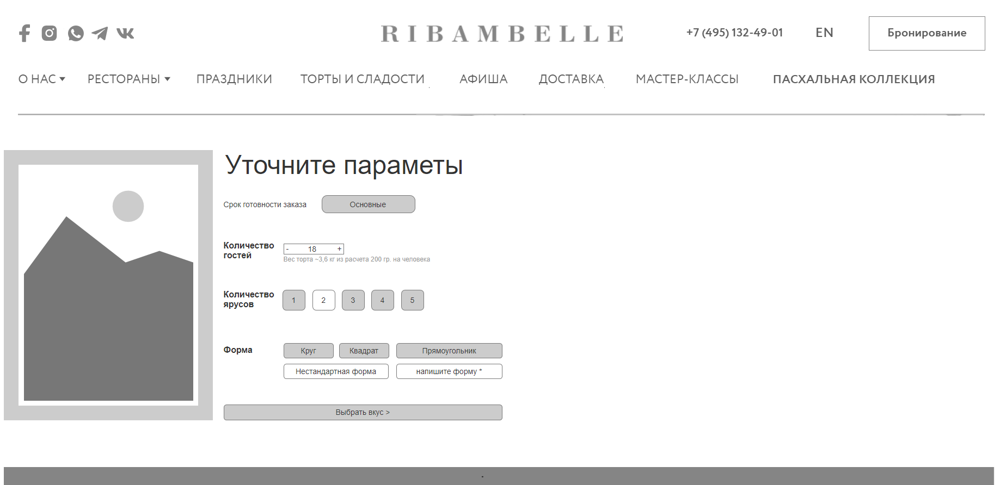 RIBAMBELLE
+7 (495) 132-49-01
EN
Бронирование
О НАС
РЕСТОРАНЫ
ПРАЗДНИКИ
ТОРТЫ И СЛАДОСТИ
АФИША
ДОСТАВКА
МАСТЕР-КЛАССЫ
ПАСХАЛЬНАЯ КОЛЛЕКЦИЯ
Уточните параметы
Срок готовности заказа
Основные
Количество
гостей
- 18 +
Вес торта ~3,6 кг из расчета 200 гр. на человека
Количество
ярусов
1 2 3 4 5
Форма
Круг
Квадрат
Прямоугольник
Нестандартная форма
напишите форму *
Выбрать вкус >